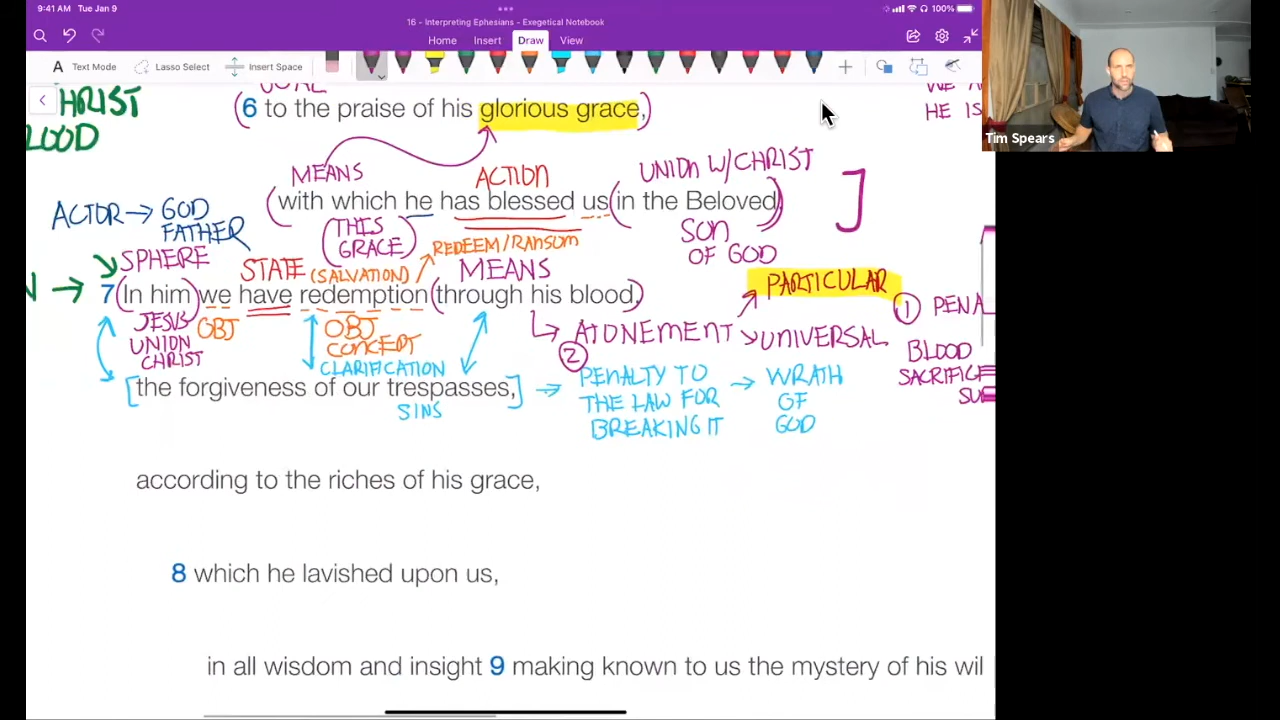 9:41 AM Tue Jan 9
100%
16 - Interpreting Ephesians - Exegetical Notebook
Home Insert Draw View
Text Mode Lasso Select Insert Space
Tim Spears
HRIST
LOOD
GOAL
(6 to the praise of his glorious grace,)
HE IS
MEANS ACTION UNION W/CHRIST
(with which he has blessed us (in the Beloved,) ]
ACTOR → GOD FATHER
(THIS GRACE)
SON OF GOD
SPHERE STATE (SALVATION) REDEEM/RANSOM MEANS
N → 7 (In him) we have redemption (through his blood,)
JESUS UNION CHRIST
OBJ
OBJ CONCEPT
CLARIFICATION
② ATONEMENT
PARTICULAR
UNIVERSAL
① PENA
BLOOD
SACRIFICE
SU
[the forgiveness of our trespasses,]
SINS
→ PENALTY TO THE LAW FOR BREAKING IT → WRATH OF GOD
according to the riches of his grace,
8 which he lavished upon us,
in all wisdom and insight 9 making known to us the mystery of his wil